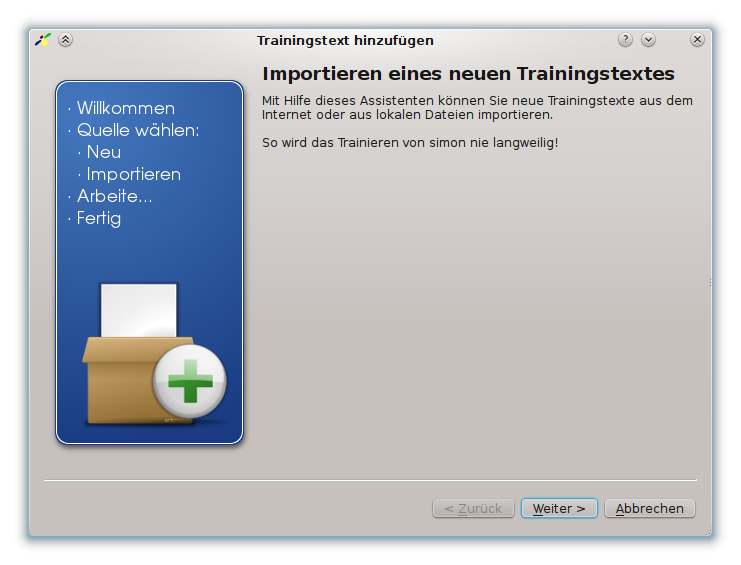 Trainingstext hinzufügen
· Willkommen
· Quelle wählen:
· Neu
· Importieren
· Arbeite...
· Fertig
Importieren eines neuen Trainingstextes
Mit Hilfe dieses Assistenten können Sie neue Trainingstexte aus dem
Internet oder aus lokalen Dateien importieren.
So wird das Trainieren von simon nie langweilig!
< Zurück
Weiter >
Abbrechen